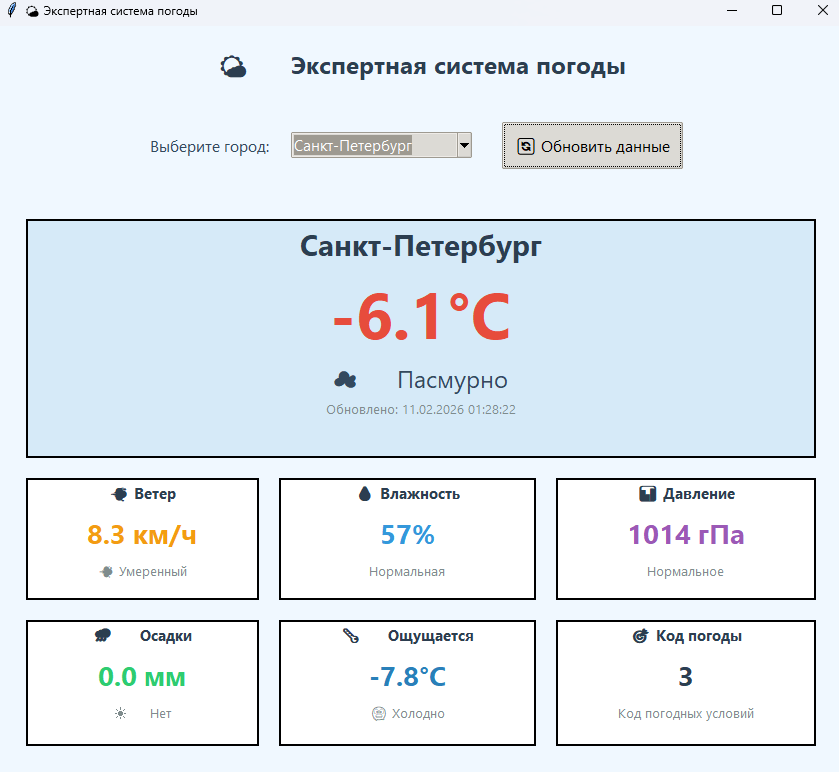 Экспертная система погоды
Экспертная система погоды
Выберите город: Санкт-Петербург Обновить данные
Санкт-Петербург
-6.1°C
Пасмурно
Обновлено: 11.02.2026 01:28:22
Ветер
8.3 км/ч
Умеренный
Влажность
57%
Нормальная
Давление
1014 гПа
Нормальное
Осадки
0.0 мм
Нет
Ощущается
-7.8°C
Холодно
Код погоды
3
Код погодных условий